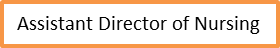 Assistant Director of Nursing